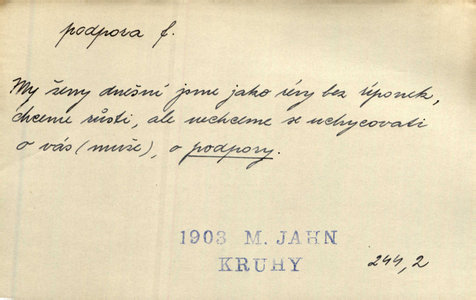 podpora f.
My ženy dnešní jsme jako révy bez úponek,
chceme růsti, ale nechceme se uchycovati
o vás (muže), o podpory.
1903 M. JAHN
KRUHY
244,2